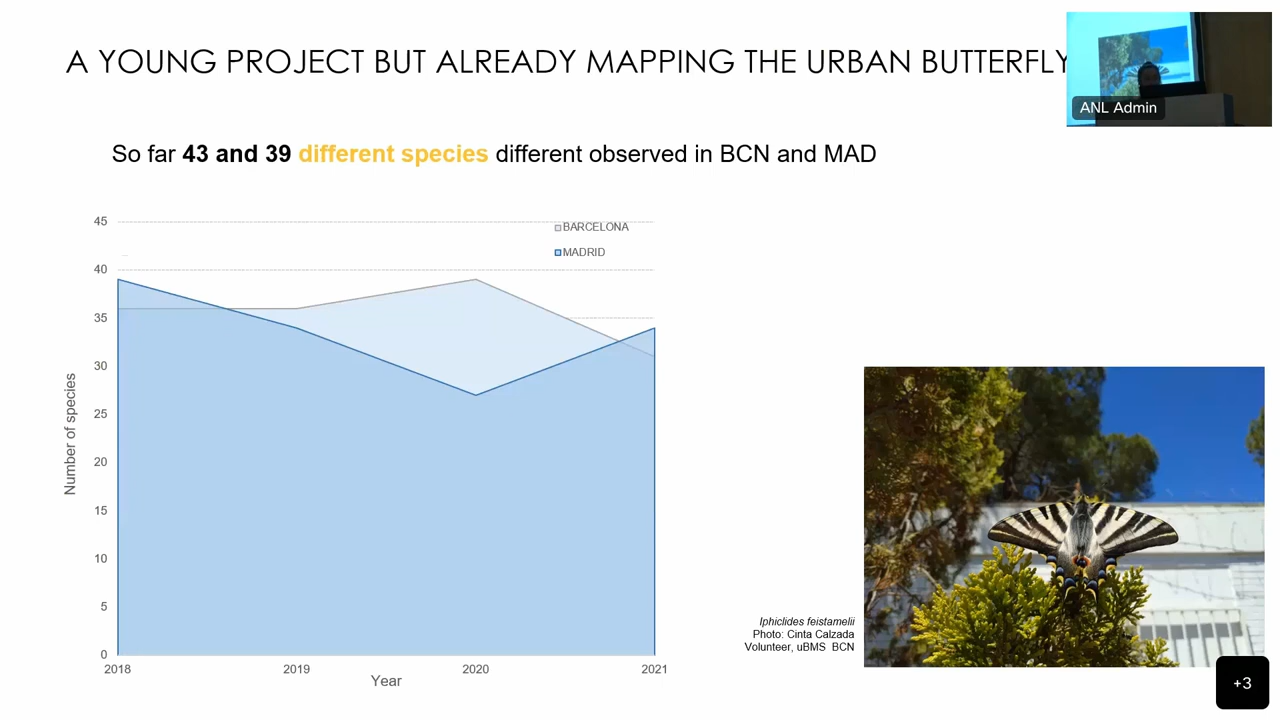 A YOUNG PROJECT BUT ALREADY MAPPING THE URBAN BUTTERFLY
ANL Admin
So far 43 and 39 different species different observed in BCN and MAD
45
40
35
30
25
20
15
10
5
0
Number of species
BARCELONA
MADRID
2018
2019
2020
2021
Year
Iphiclides feistamelii
Photo: Cinta Calzada
Volunteer, uBMS BCN
+3